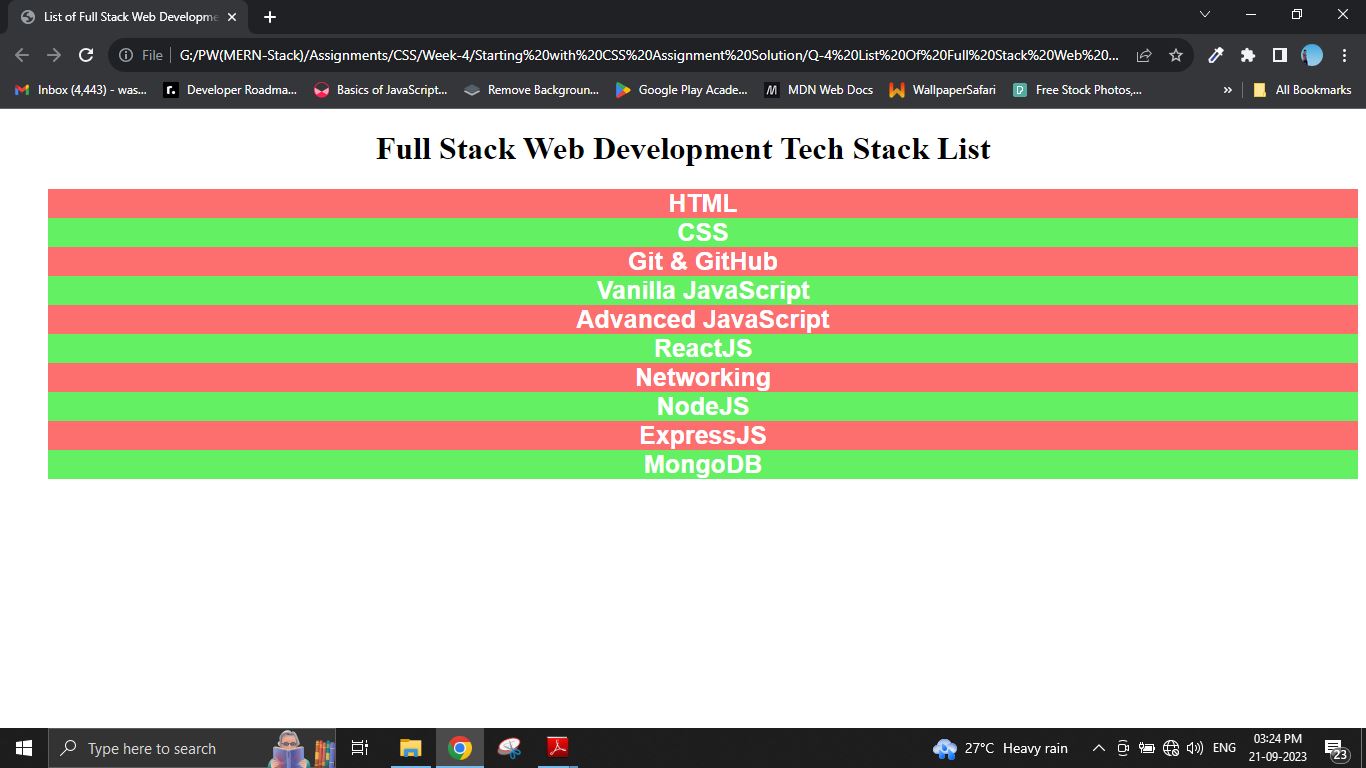 List of Full Stack Web Developme
File
G:/PW(MERN-Stack)/Assignments/CSS/Week-4/Starting%20with%20CSS%20Assignment%20Solution/Q-4%20List%20Of%20Full%20Stack%20Web%20...
Inbox (4,443) - was... Developer Roadma... Basics of JavaScript... Remove Backgroun... Google Play Acade... MDN Web Docs WallpaperSafari Free Stock Photos,... » All Bookmarks
Full Stack Web Development Tech Stack List
HTML
CSS
Git & GitHub
Vanilla JavaScript
Advanced JavaScript
ReactJS
Networking
NodeJS
ExpressJS
MongoDB
Type here to search
27°C Heavy rain
ENG
03:24 PM
21-09-2023
23